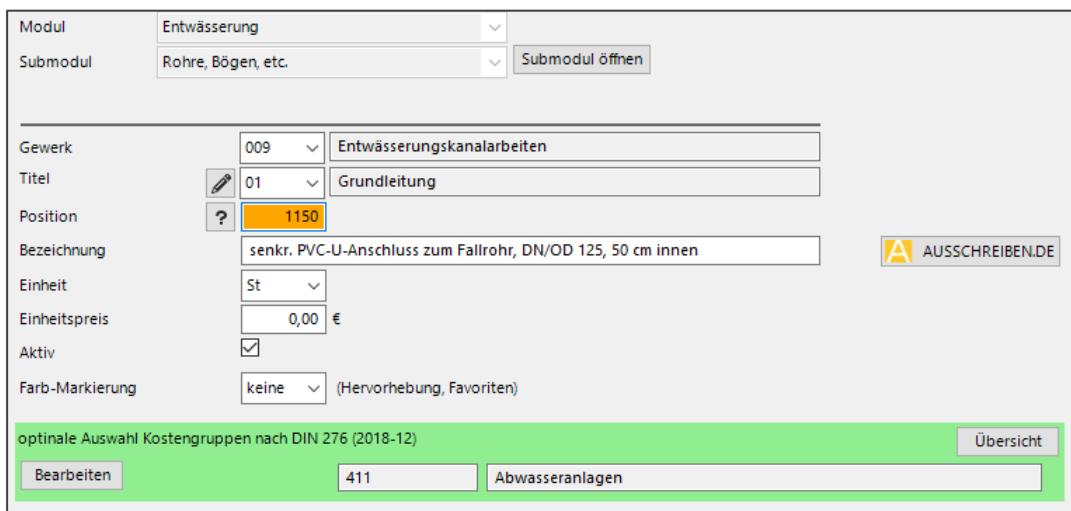 Modul Entwässerung
Submodul Rohre, Bögen, etc. Submodul öffnen
Gewerk 009 Entwässerungskanalarbeiten
Titel 01 Grundleitung
Position ? 1150
Bezeichnung senkr. PVC-U-Anschluss zum Fallrohr, DN/OD 125, 50 cm innen A AUSSCHREIBEN.DE
Einheit St
Einheitspreis 0,00 €
Aktiv
Farb-Markierung keine (Hervorhebung, Favoriten)
optinale Auswahl Kostengruppen nach DIN 276 (2018-12) Übersicht
Bearbeiten 411 Abwasseranlagen